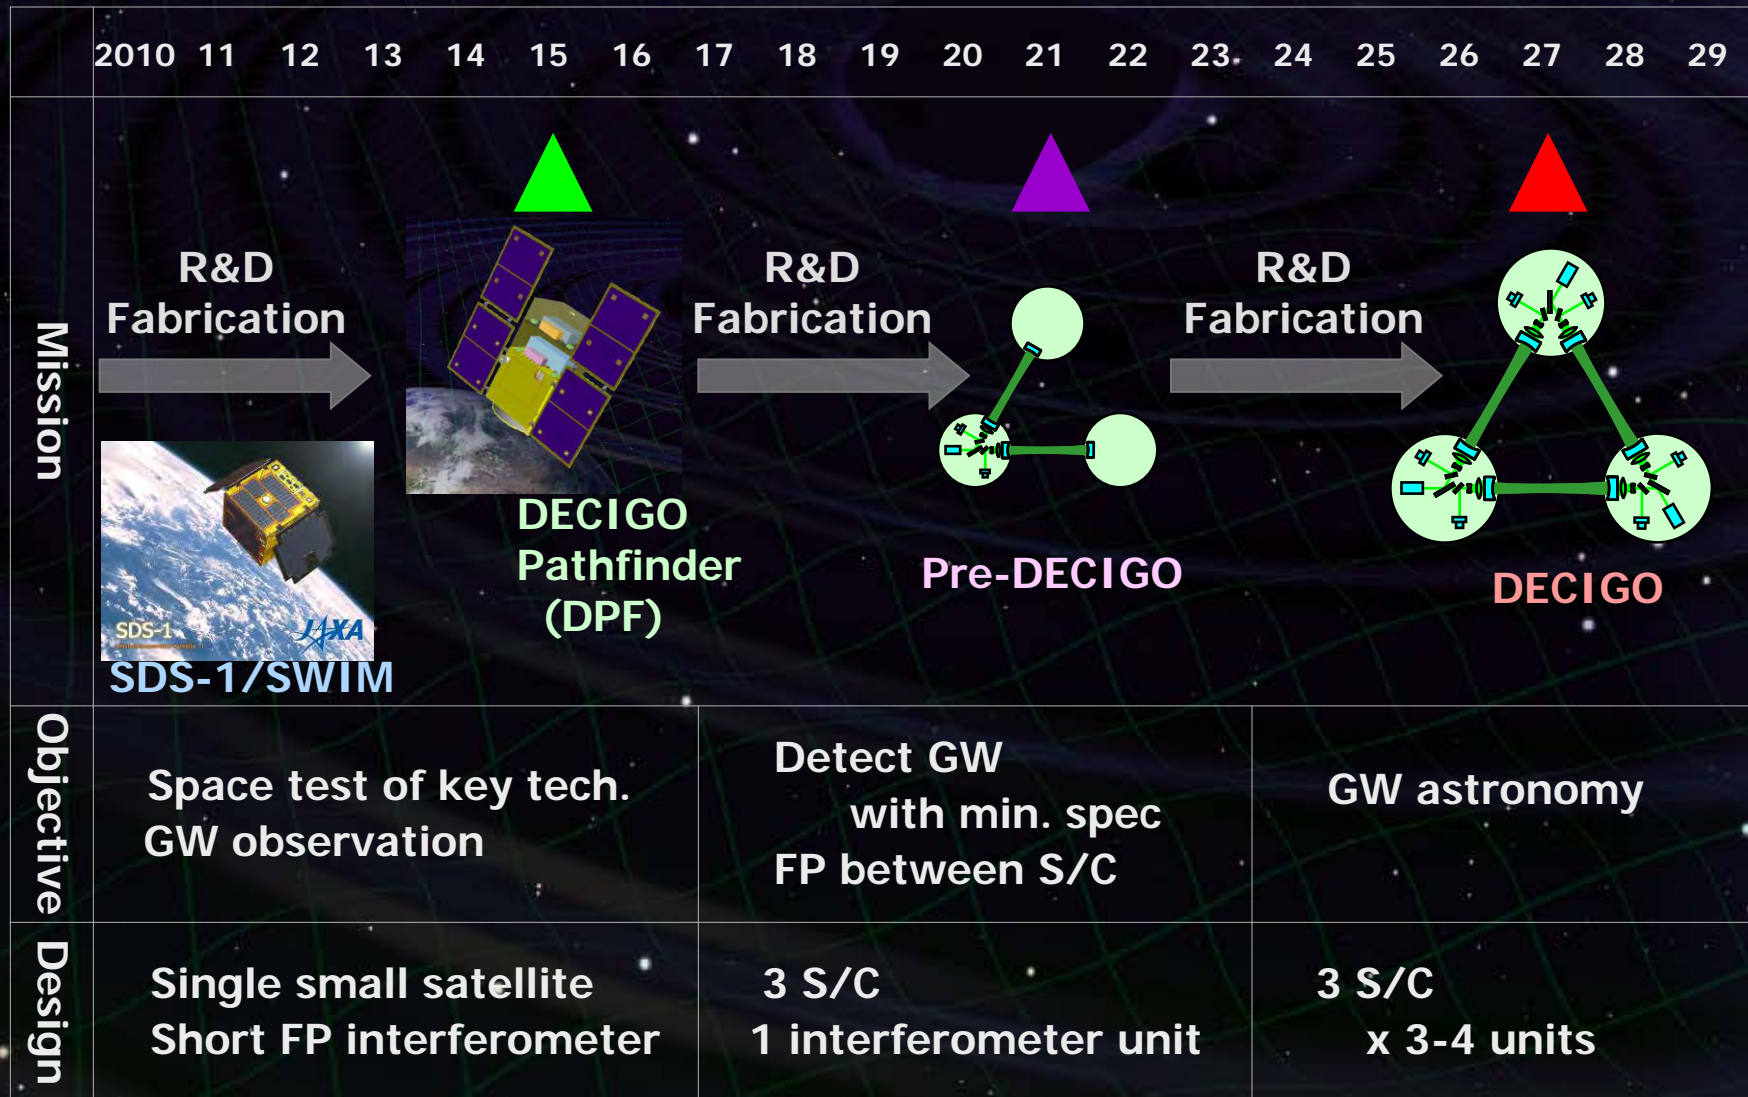 2010 11 12 13 14 15 16 17 18 19 20 21 22 23 24 25 26 27 28 29
Mission
R&D
Fabrication
R&D
Fabrication
R&D
Fabrication
SDS-1
JAXA
SDS-1/SWIM
DECIGO
Pathfinder
(DPF)
Pre-DECIGO
DECIGO
Objective
Space test of key tech.
GW observation
Detect GW
with min. spec
FP between S/C
GW astronomy
Design
Single small satellite
Short FP interferometer
3 S/C
1 interferometer unit
3 S/C
x 3-4 units